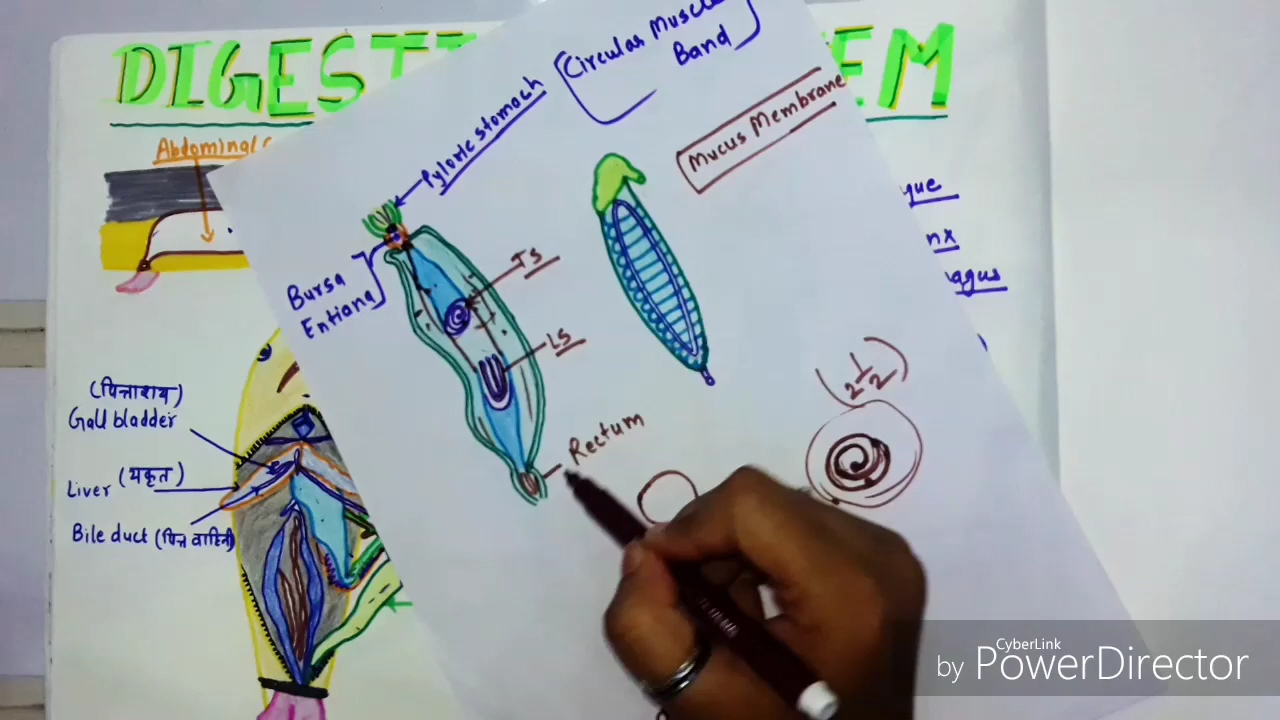 DIGEST
EM
Circular Muscle
Band
Pyloric stomach
Mucus Membrane
Abdominal
Bursa
Entiana
TS
LS
que
nx
agus
(पित्ताशय)
Gall bladder
Liver (यकृत)
Bile duct (पित्त वाहिनी)
Rectum
2 1/2
CyberLink
by PowerDirector